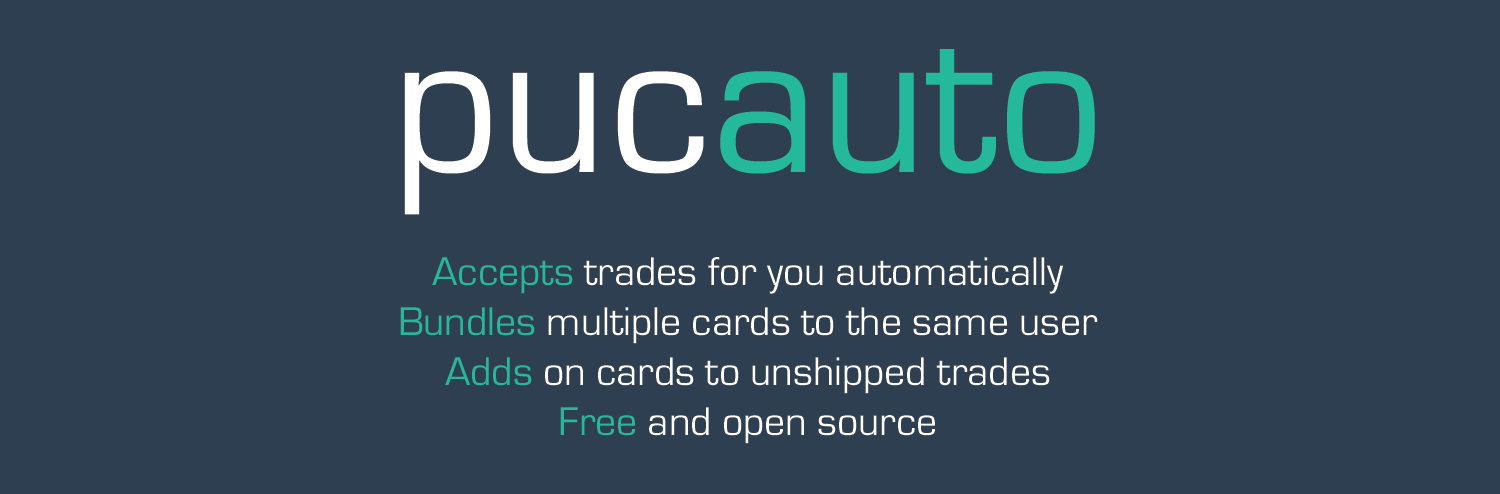 pucauto
Accepts trades for you automatically
Bundles multiple cards to the same user
Adds on cards to unshipped trades
Free and open source